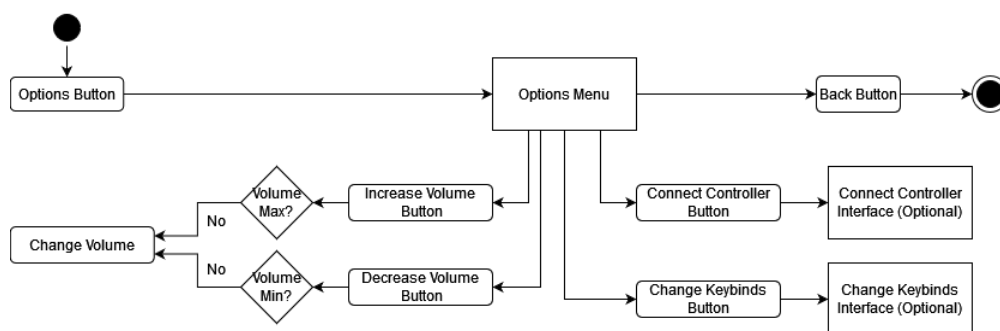 Options Button
Options Menu
Back Button
Volume
Max?
Increase Volume
Button
Connect Controller
Button
Connect Controller
Interface (Optional)
No
Change Volume
No
Volume
Min?
Decrease Volume
Button
Change Keybinds
Button
Change Keybinds
Interface (Optional)